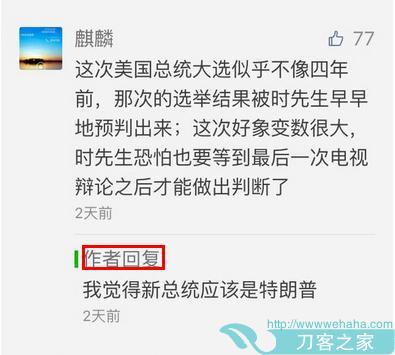 麒麟
77
这次美国总统大选似乎不像四年
前，那次的选举结果被时先生早早
地预判出来；这次好象变数很大，
时先生恐怕也要等到最后一次电视
辩论之后才能做出判断了
2天前
作者回复
我觉得新总统应该是特朗普
2天前
http://www.wehaha.com/
刀客之家